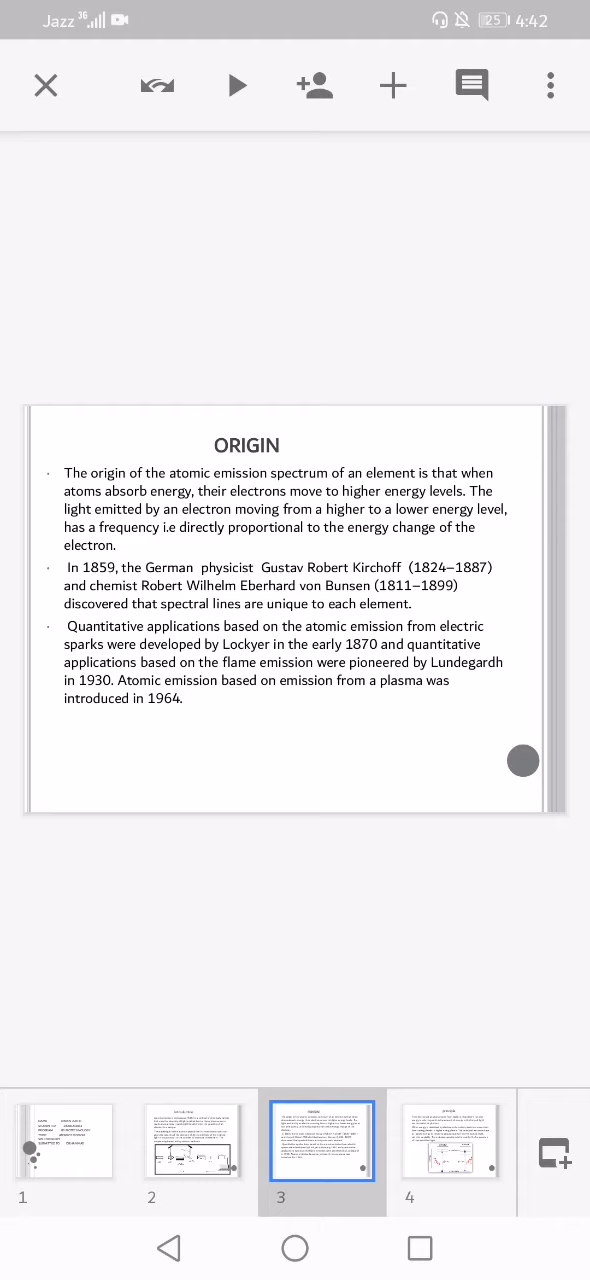 Jazz 3G 25 4:42
ORIGIN
· The origin of the atomic emission spectrum of an element is that when
atoms absorb energy, their electrons move to higher energy levels. The
light emitted by an electron moving from a higher to a lower energy level,
has a frequency i.e directly proportional to the energy change of the
electron.
· In 1859, the German physicist Gustav Robert Kirchoff (1824–1887)
and chemist Robert Wilhelm Eberhard von Bunsen (1811–1899)
discovered that spectral lines are unique to each element.
· Quantitative applications based on the atomic emission from electric
sparks were developed by Lockyer in the early 1870 and quantitative
applications based on the flame emission were pioneered by Lundegardh
in 1930. Atomic emission based on emission from a plasma was
introduced in 1964.
1 2 3 4